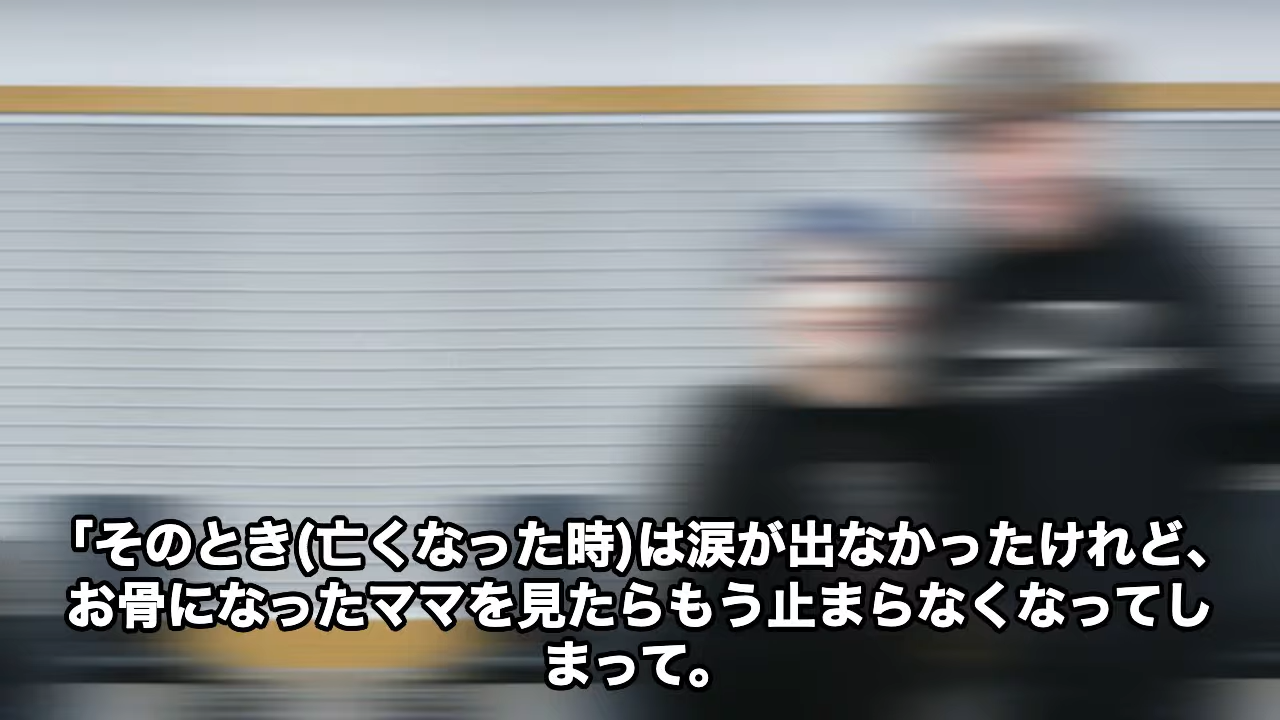 「そのとき(亡くなった時)は涙が出なかったけれど、
お骨になったママを見たらもう止まらなくなってし
まって。